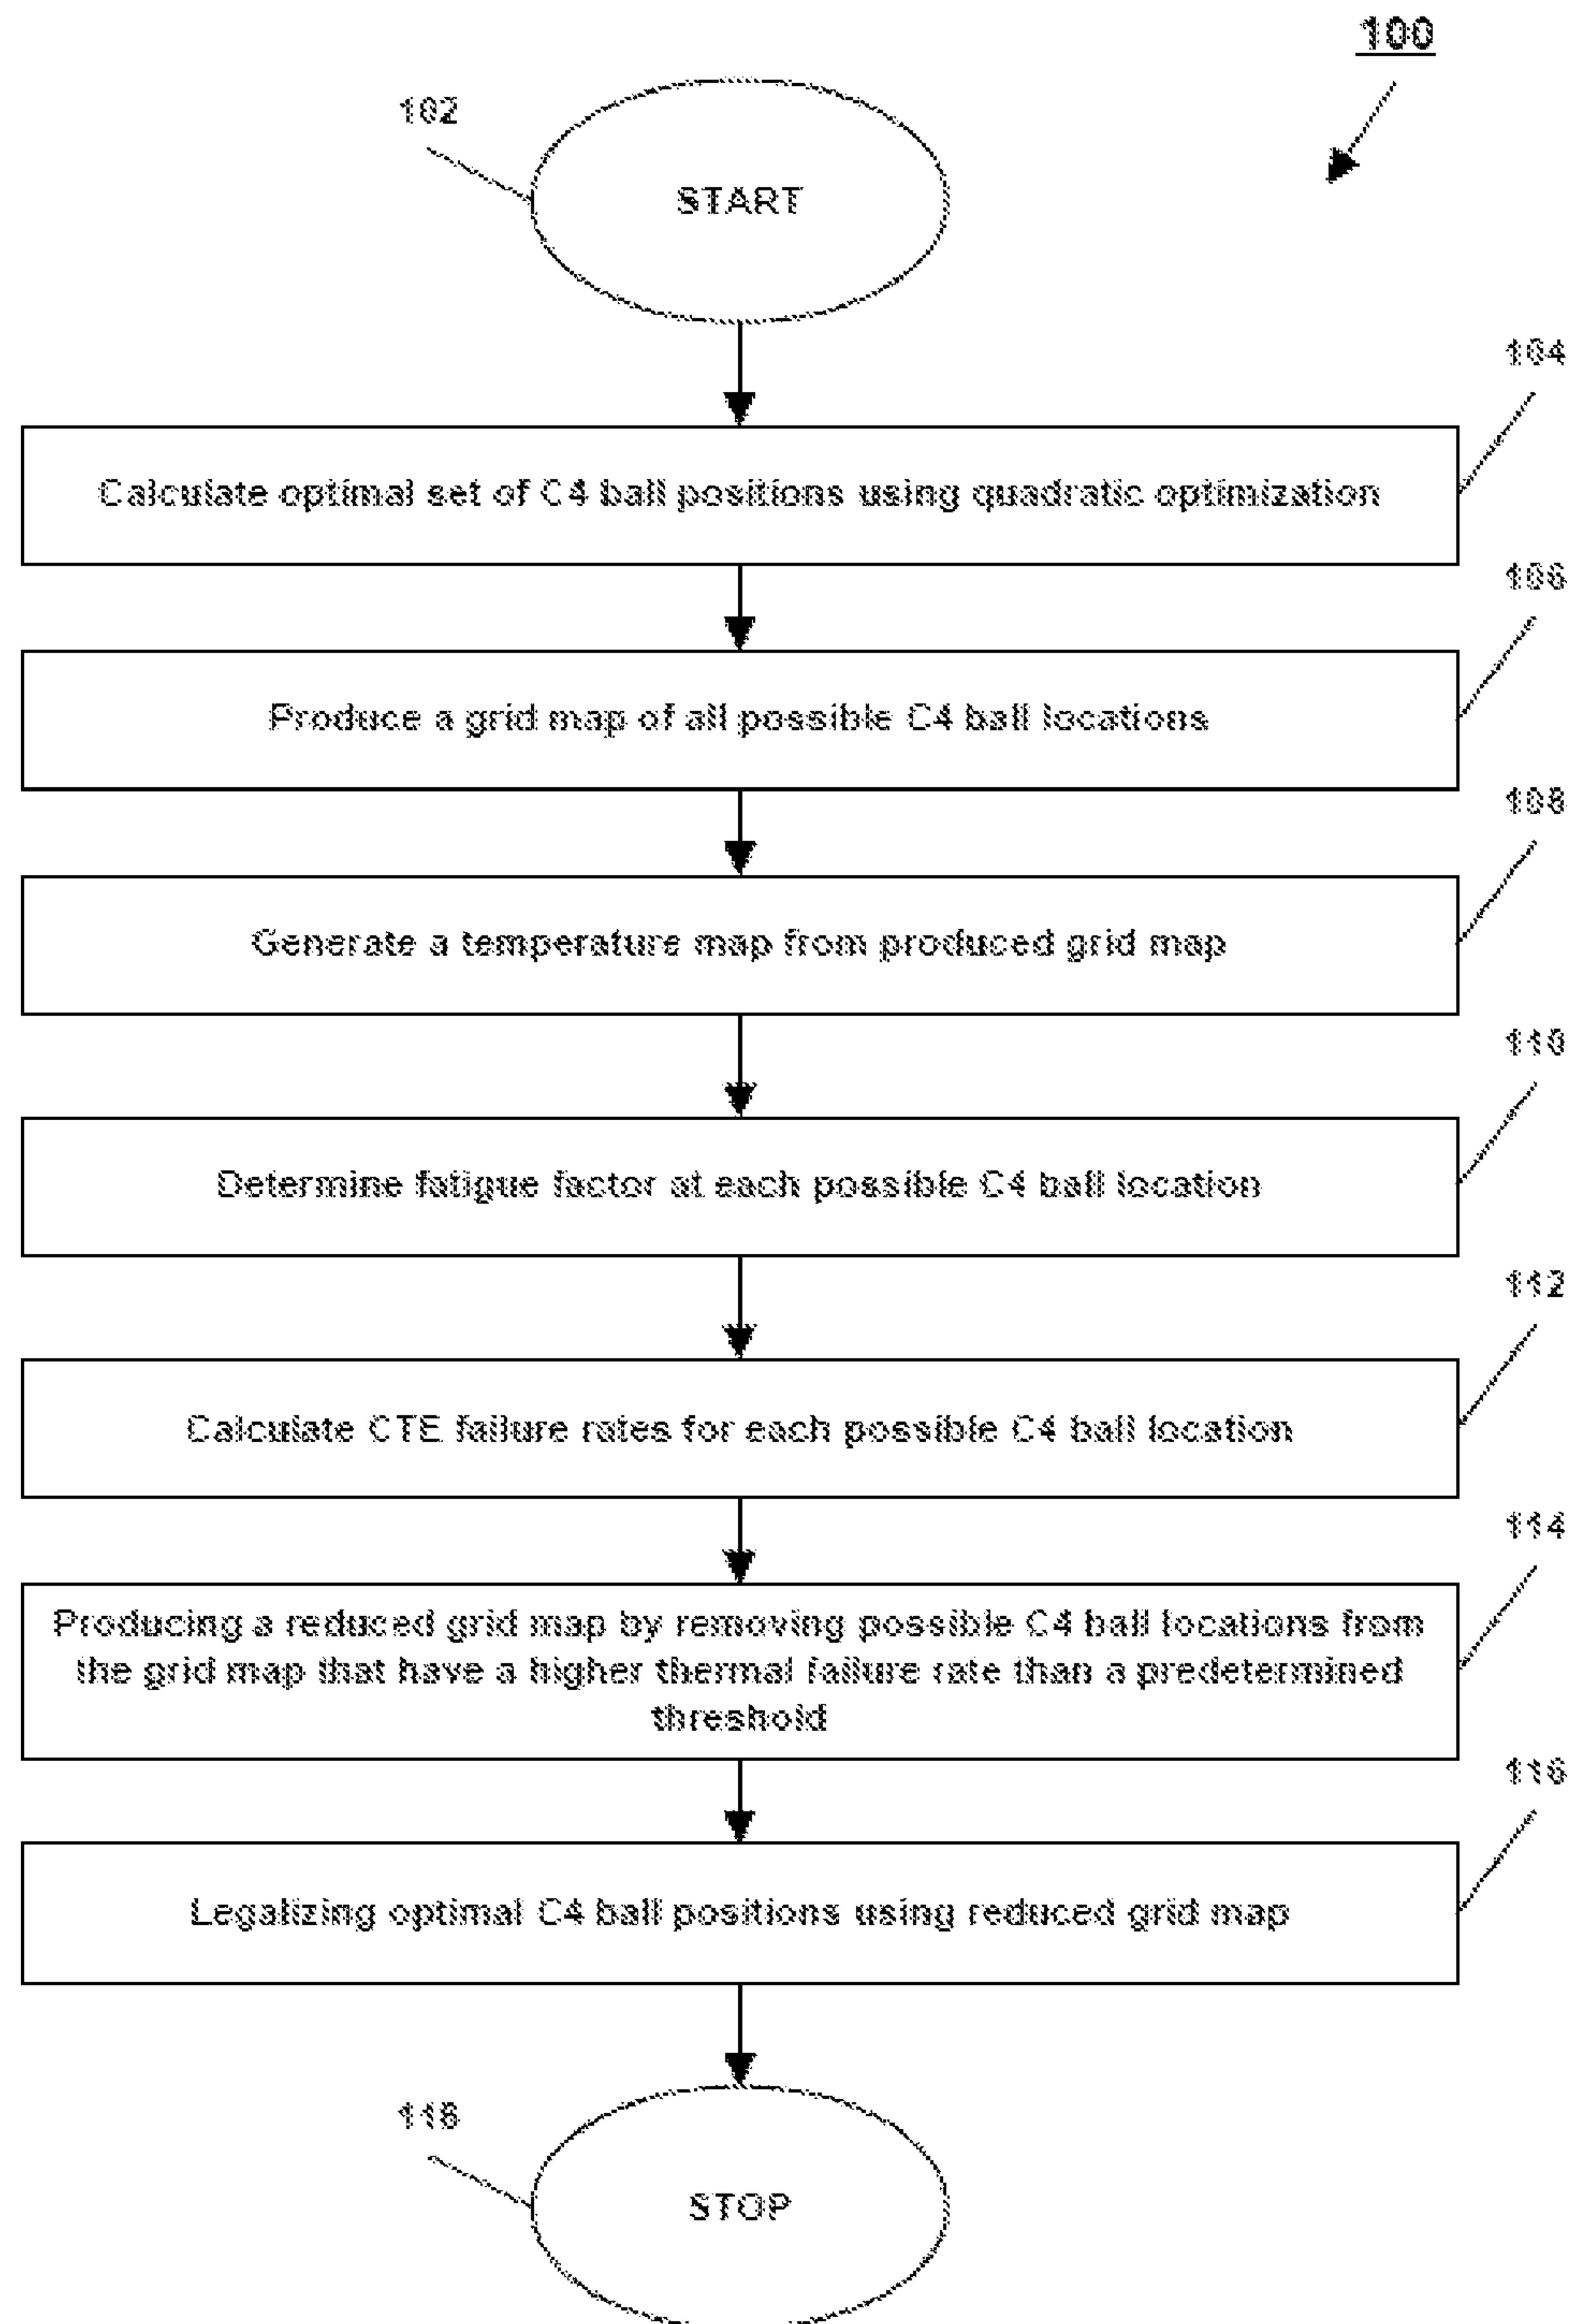 100
102
START
104
Calculate optimal set of C4 ball positions using quadratic optimization
106
Produce a grid map of all possible C4 ball locations
108
Generate a temperature map from produced grid map
110
Determine fatigue factor at each possible C4 ball location
112
Calculate CTE failure rates for each possible C4 ball location
114
Producing a reduced grid map by removing possible C4 ball locations from
the grid map that have a higher thermal failure rate than a predetermined
threshold
116
Legalizing optimal C4 ball positions using reduced grid map
118
STOP